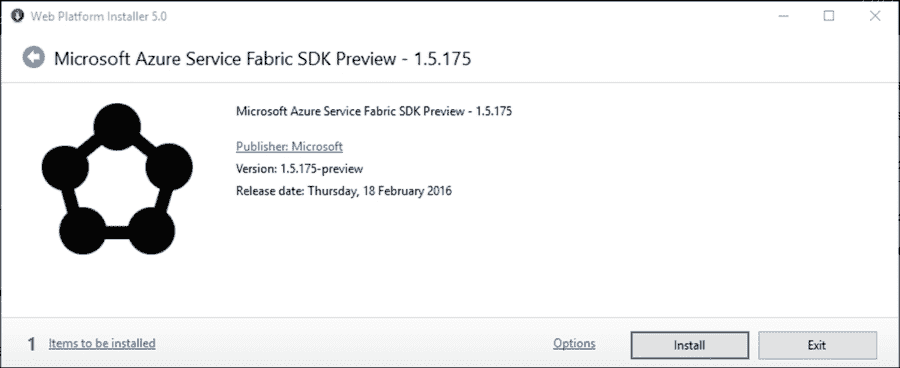 Web Platform Installer 5.0
Microsoft Azure Service Fabric SDK Preview - 1.5.175
Microsoft Azure Service Fabric SDK Preview - 1.5.175
Publisher: Microsoft
Version: 1.5.175-preview
Release date: Thursday, 18 February 2016
1 Items to be installed Options Install Exit